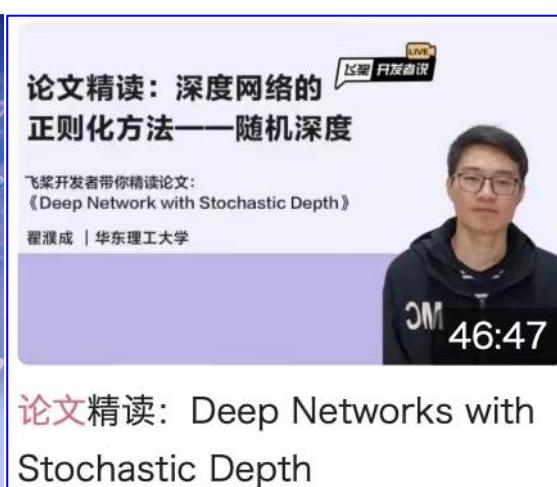 论文精读：深度网络的
正则化方法——随机深度
LIVE
飞桨 开发者说
飞桨开发者带你精读论文：
《Deep Network with Stochastic Depth》
翟濮成 | 华东理工大学
MC
46:47
论文精读：Deep Networks with
Stochastic Depth